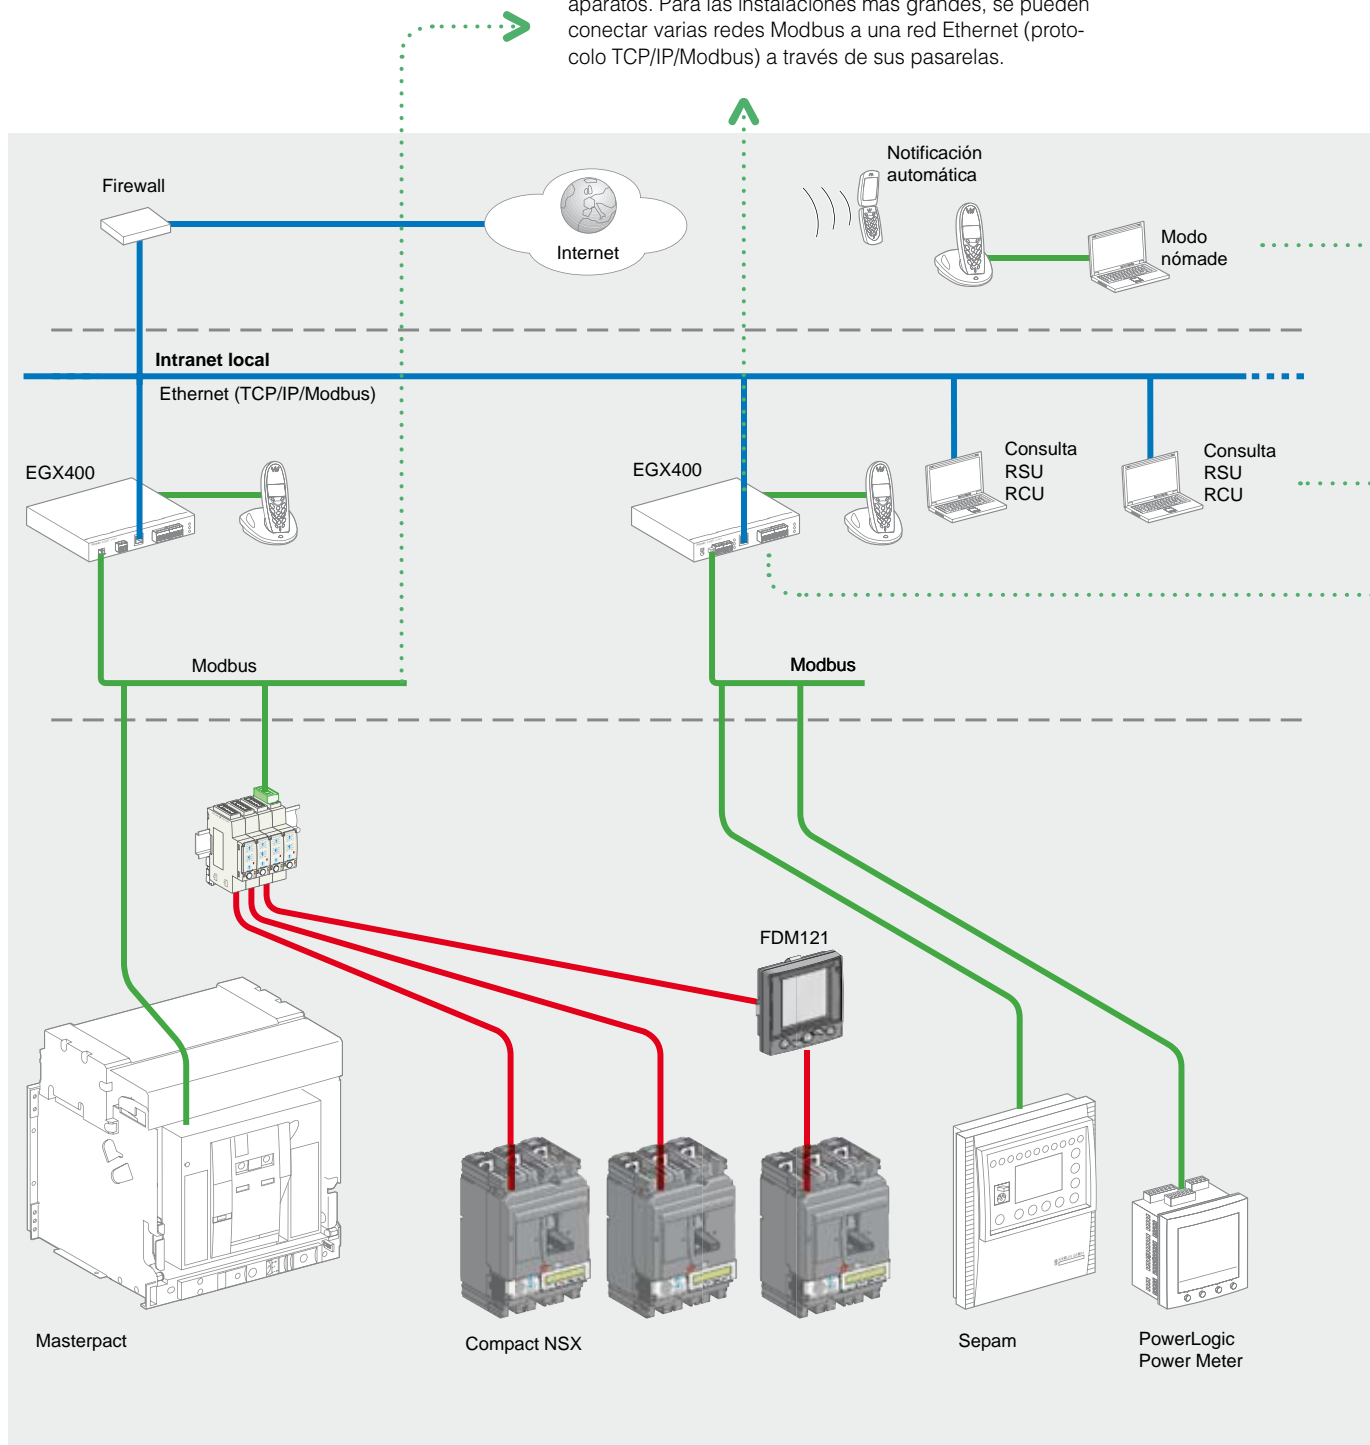 aparatos. Para las instalaciones más grandes, se pueden
conectar varias redes Modbus a una red Ethernet (proto-
colo TCP/IP/Modbus) a través de sus pasarelas.
Notificación
automática
Firewall
Internet
Modo
nómade
Intranet local
Ethernet (TCP/IP/Modbus)
EGX400
EGX400
Consulta
RSU
RCU
Consulta
RSU
RCU
Modbus
Modbus
FDM121
Masterpact
Compact NSX
Sepam
PowerLogic
Power Meter